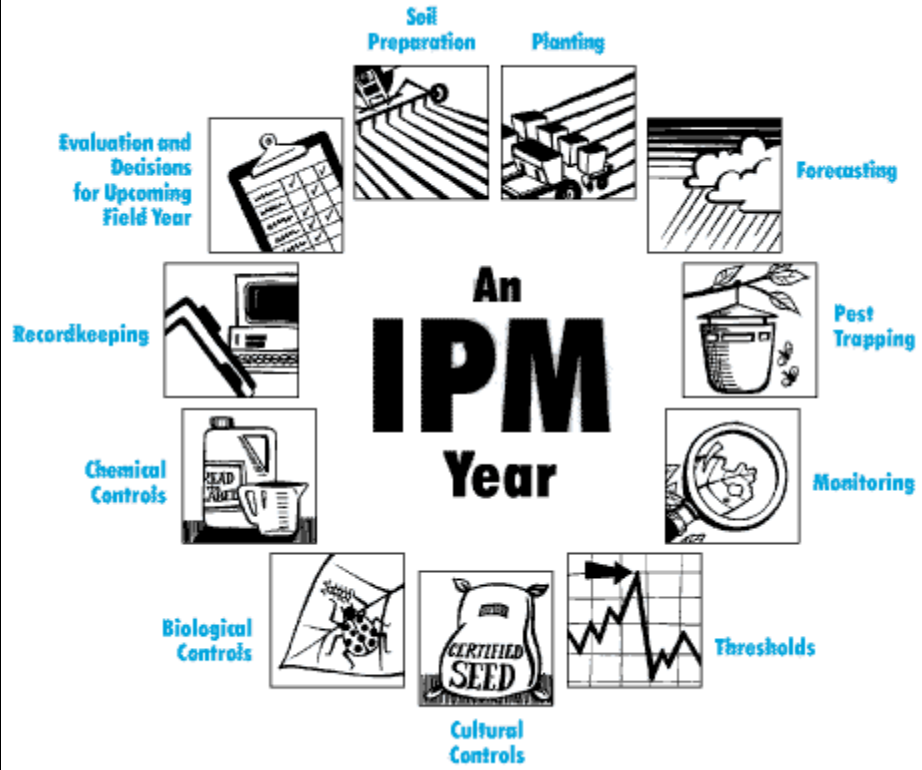 Soil
Preparation
Planting
Forecasting
Pest
Trapping
Monitoring
Thresholds
Cultural
Controls
Biological
Controls
Chemical
Controls
Recordkeeping
Evaluation and
Decisions
for Upcoming
Field Year
An
IPM
Year
READ
LABEL
CERTIFIED
SEED